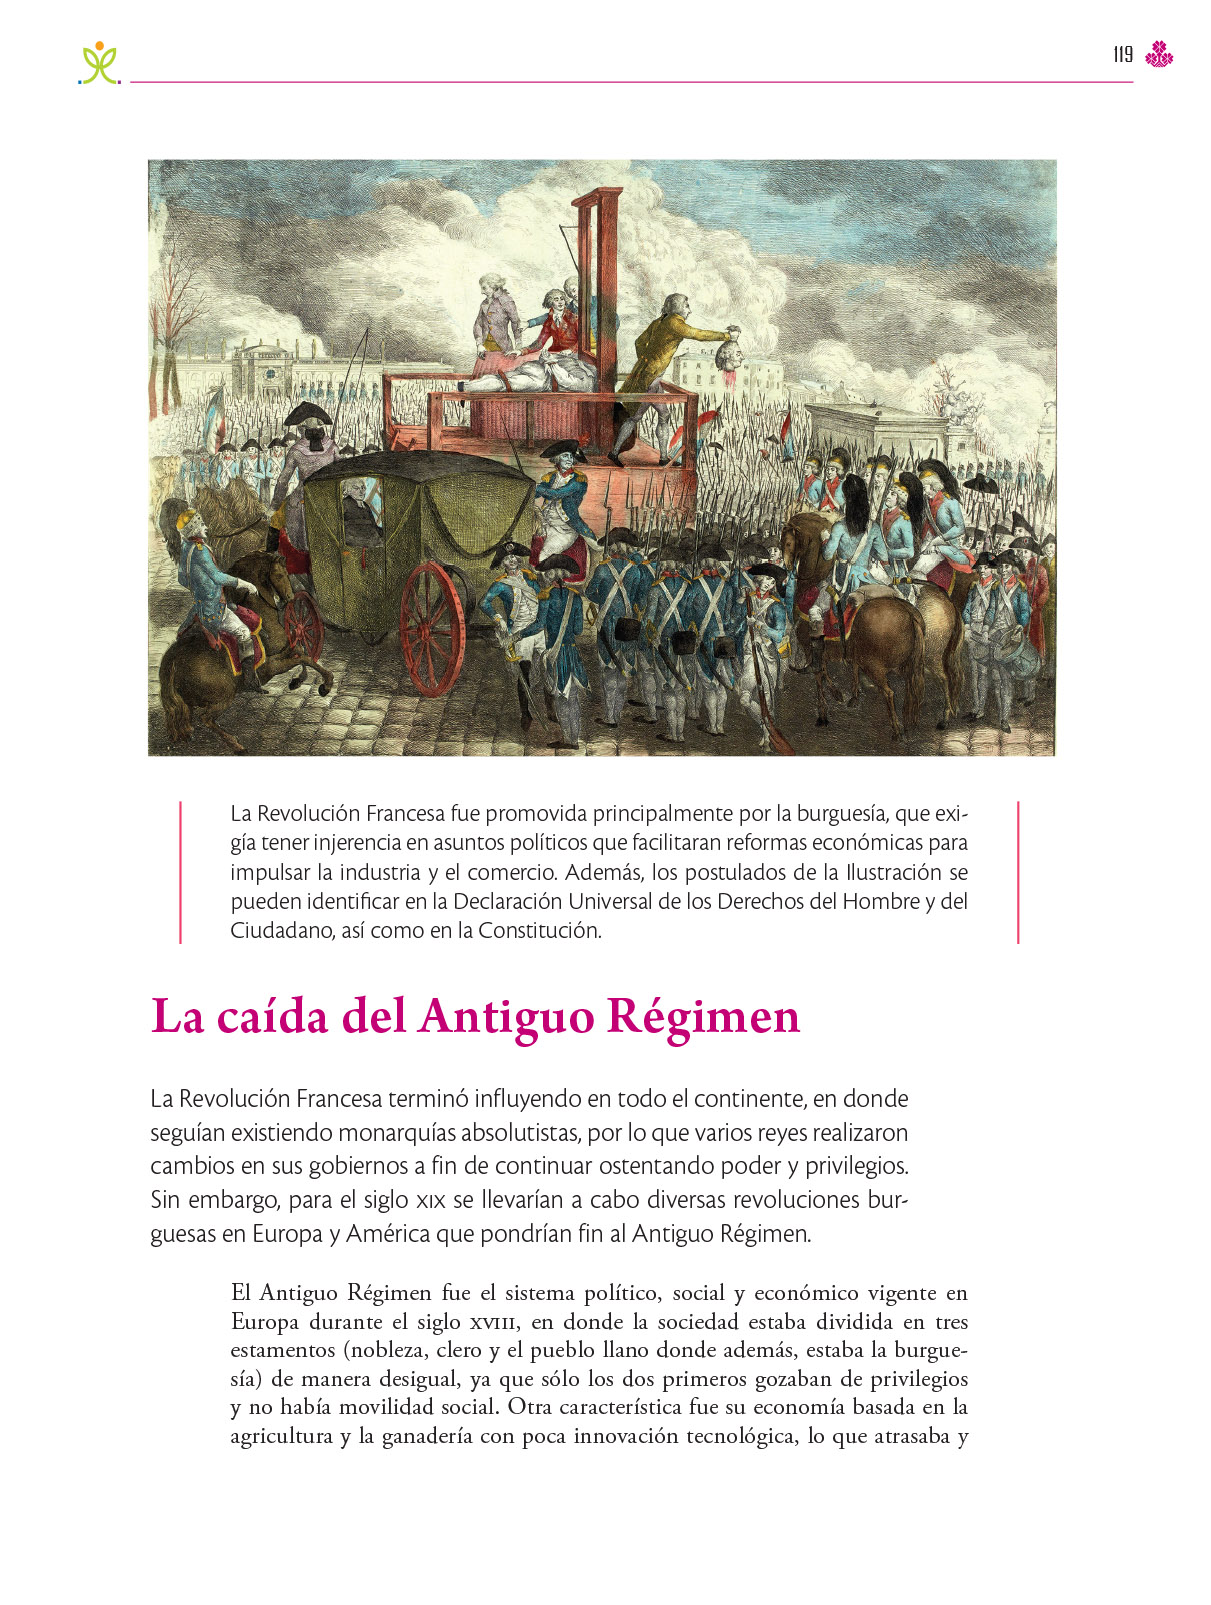 119
La Revolución Francesa fue promovida principalmente por la burguesía, que exi-
gía tener injerencia en asuntos políticos que facilitaran reformas económicas para
impulsar la industria y el comercio. Además, los postulados de la Ilustración se
pueden identificar en la Declaración Universal de los Derechos del Hombre y del
Ciudadano, así como en la Constitución.
La caída del Antiguo Régimen
La Revolución Francesa terminó influyendo en todo el continente, en donde
seguían existiendo monarquías absolutistas, por lo que varios reyes realizaron
cambios en sus gobiernos a fin de continuar ostentando poder y privilegios.
Sin embargo, para el siglo XIX se llevarían a cabo diversas revoluciones bur-
guesas en Europa y América que pondrían fin al Antiguo Régimen.
El Antiguo Régimen fue el sistema político, social y económico vigente en
Europa durante el siglo XVIII, en donde la sociedad estaba dividida en tres
estamentos (nobleza, clero y el pueblo llano donde además, estaba la burgue-
sía) de manera desigual, ya que sólo los dos primeros gozaban de privilegios
y no había movilidad social. Otra característica fue su economía basada en la
agricultura y la ganadería con poca innovación tecnológica, lo que atrasaba y